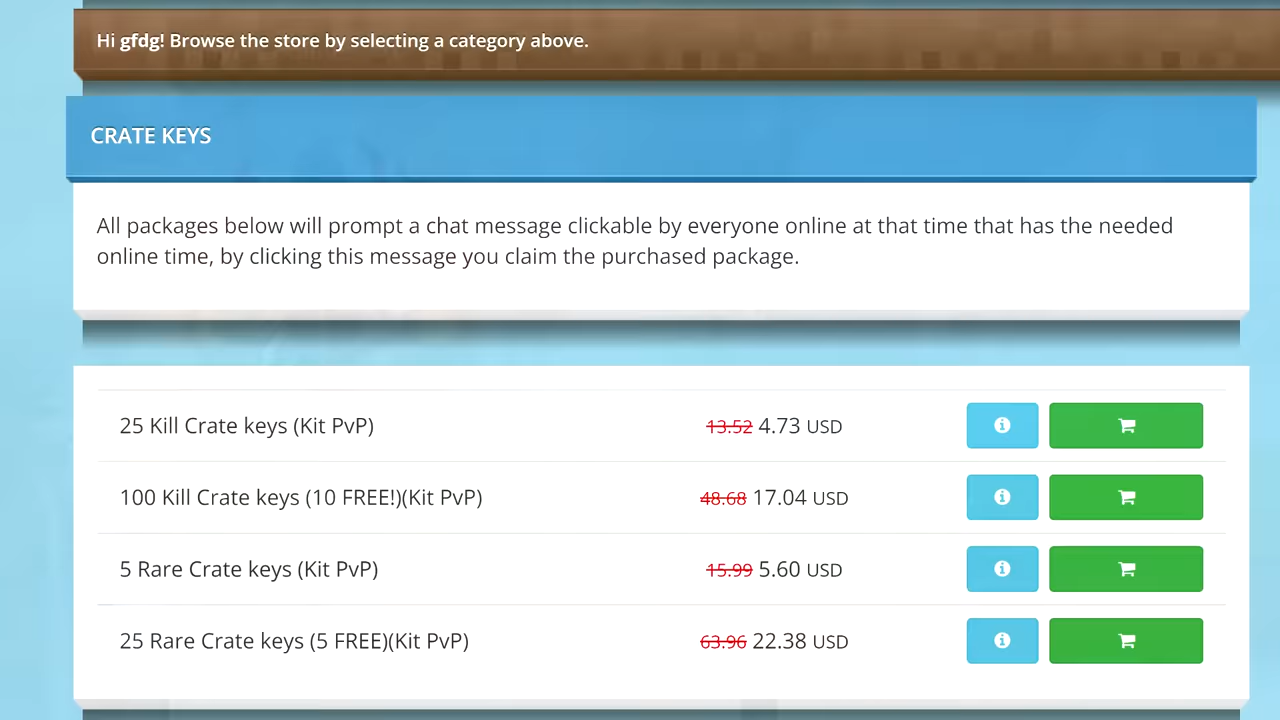 Hi gfdg! Browse the store by selecting a category above.
CRATE KEYS
All packages below will prompt a chat message clickable by everyone online at that time that has the needed
online time, by clicking this message you claim the purchased package.
25 Kill Crate keys (Kit PvP) 13.52 4.73 USD
100 Kill Crate keys (10 FREE!)(Kit PvP) 48.68 17.04 USD
5 Rare Crate keys (Kit PvP) 15.99 5.60 USD
25 Rare Crate keys (5 FREE)(Kit PvP) 63.96 22.38 USD